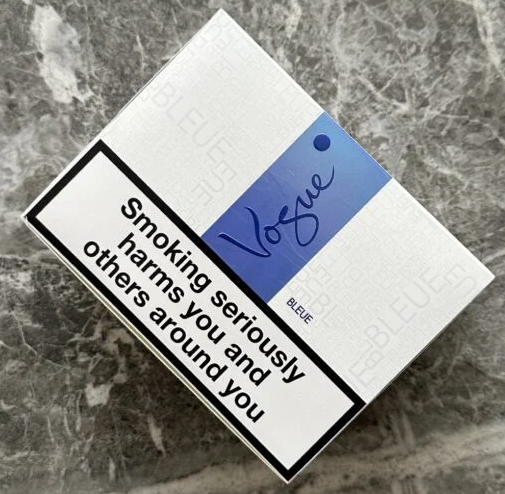 Vogue
BLEUE
Smoking seriously
harms you and
others around you